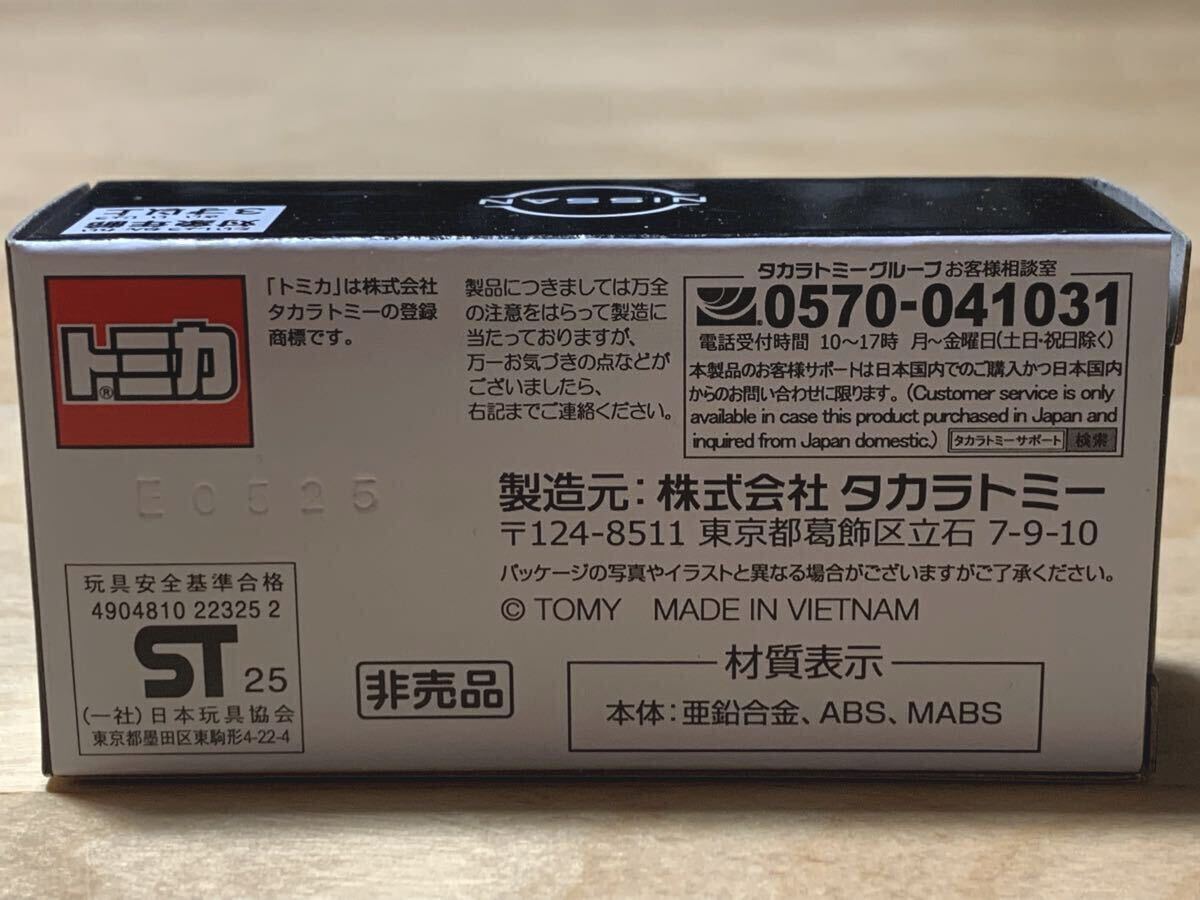 NISSAN
対象年齢
3才以上
トミカ®
「トミカ」は株式会社
タカラトミーの登録
商標です。
製品につきましては万全
の注意をはらって製造に
当たっておりますが、
万一お気づきの点などが
ございましたら、
右記までご連絡ください。
タカラトミーグループ お客様相談室
0570-041031
電話受付時間 10〜17時 月〜金曜日(土日・祝日除く)
本製品のお客様サポートは日本国内でのご購入かつ日本国内
からのお問い合わせに限ります。(Customer service is only
available in case this product purchased in Japan and
inquired from Japan domestic.) タカラトミーサポート 検索
E0525
製造元:株式会社 タカラトミー
〒124-8511 東京都葛飾区立石 7-9-10
パッケージの写真やイラストと異なる場合がございますがご了承ください。
© TOMY MADE IN VIETNAM
玩具安全基準合格
4904810 22325 2
ST 25
(一社)日本玩具協会
東京都墨田区東駒形4-22-4
非売品
材質表示
本体:亜鉛合金、ABS、MABS